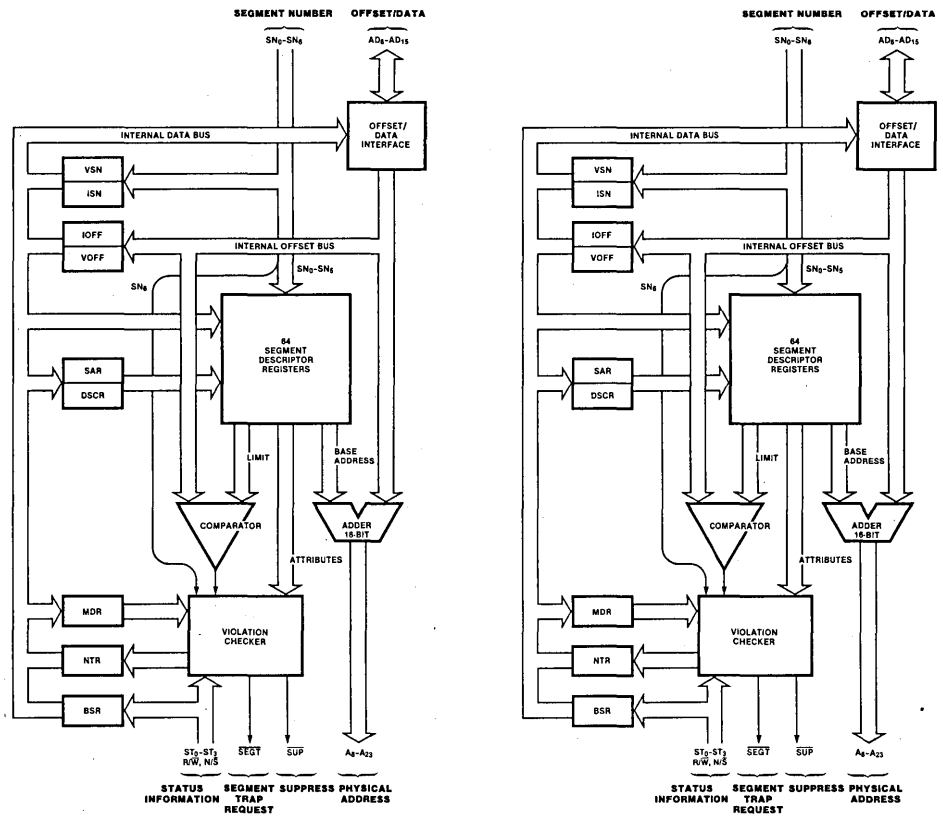 SEGMENT NUMBER
OFFSET/DATA
SN0-SN6
AD8-AD15
OFFSET/
DATA
INTERFACE
INTERNAL DATA BUS
VSN
ISN
IOFF
VOFF
INTERNAL OFFSET BUS
SN6
SN0-SN5
64
SEGMENT
DESCRIPTOR
REGISTERS
SAR
DSCR
LIMIT
BASE
ADDRESS
COMPARATOR
ADDER
16-BIT
ATTRIBUTES
MDR
VIOLATION
CHECKER
NTR
BSR
ST0-ST3
R/W̅, N/S̅
SEGT
SUP
A8-A23
STATUS
INFORMATION
SEGMENT
TRAP
REQUEST
SUPPRESS
PHYSICAL
ADDRESS
SEGMENT NUMBER
OFFSET/DATA
SN0-SN6
AD8-AD15
OFFSET/
DATA
INTERFACE
INTERNAL DATA BUS
VSN
ISN
IOFF
VOFF
INTERNAL OFFSET BUS
SN6
SN0-SN5
64
SEGMENT
DESCRIPTOR
REGISTERS
SAR
DSCR
LIMIT
BASE
ADDRESS
COMPARATOR
ADDER
16-BIT
ATTRIBUTES
MDR
VIOLATION
CHECKER
NTR
BSR
ST0-ST3
R/W̅, N/S̅
SEGT
SUP
A8-A23
STATUS
INFORMATION
SEGMENT
TRAP
REQUEST
SUPPRESS
PHYSICAL
ADDRESS